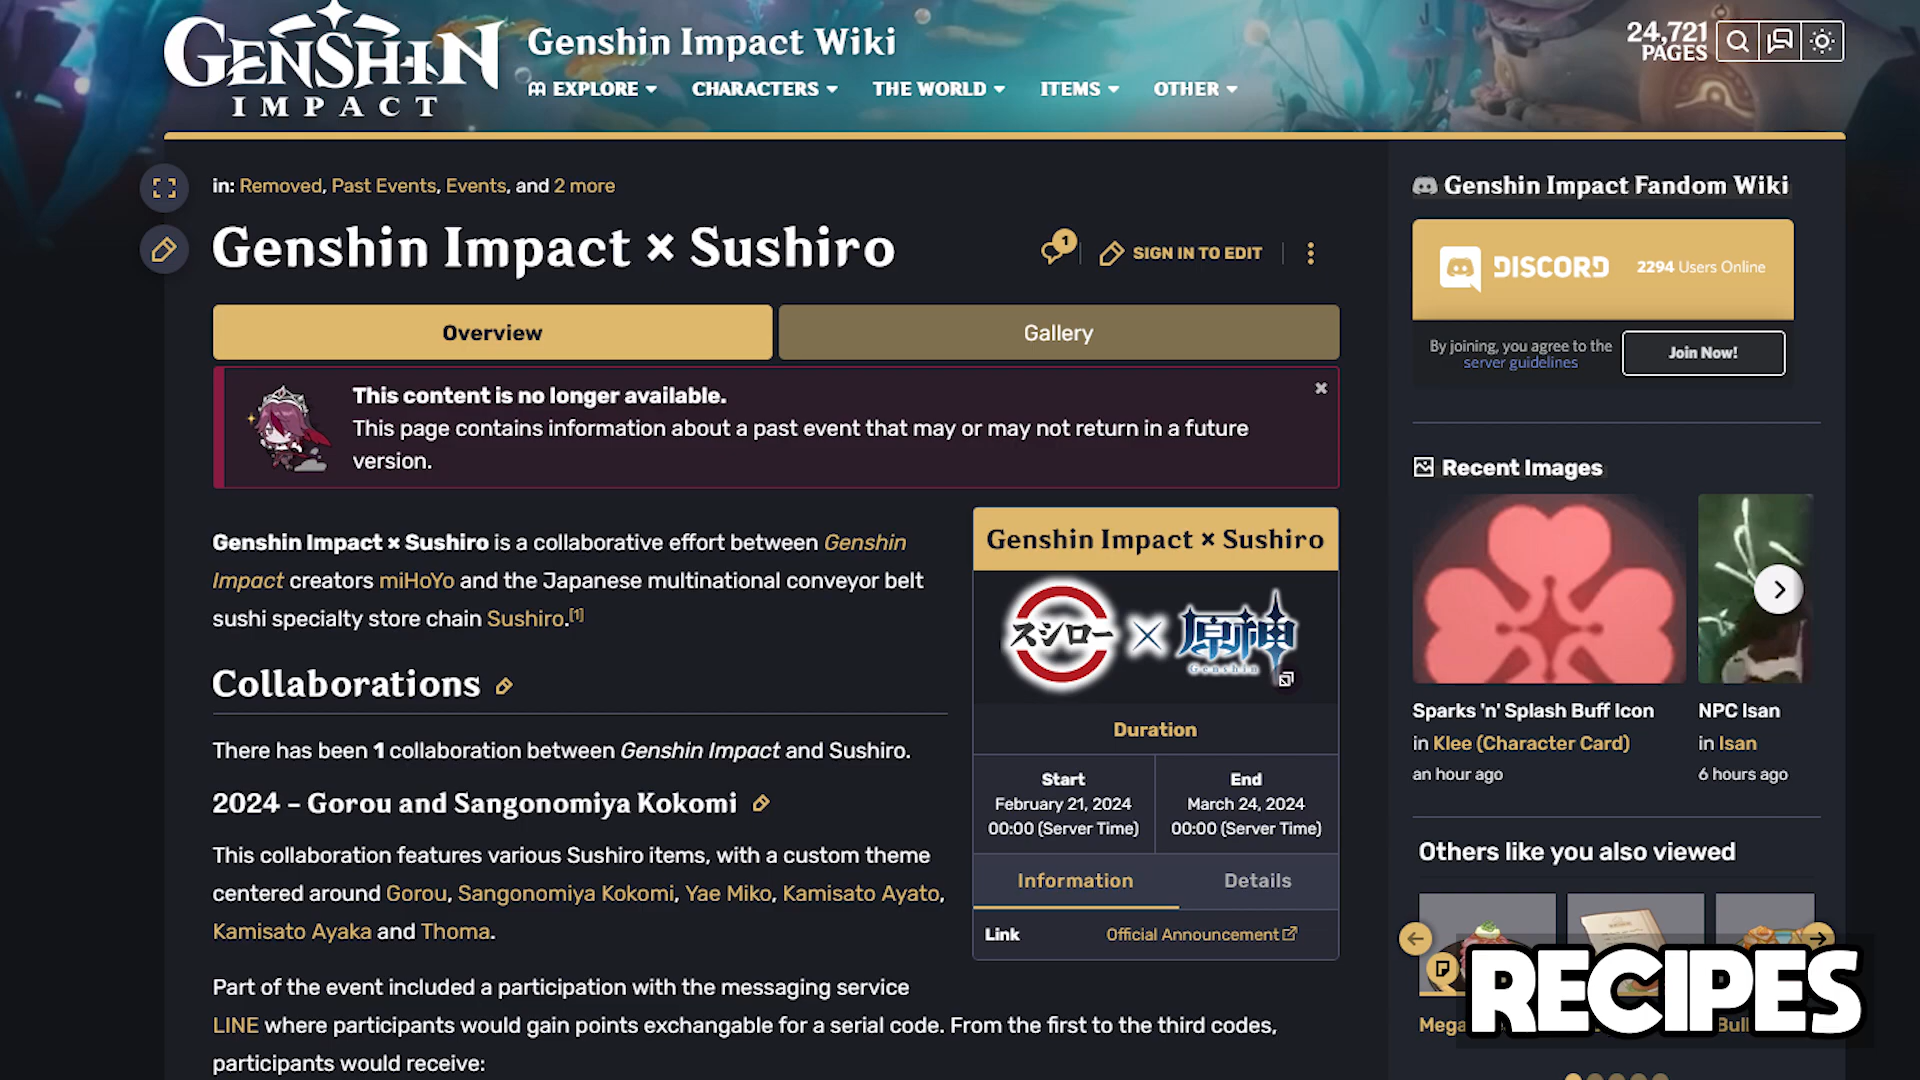 GENSHIN
IMPACT
Genshin Impact Wiki
EXPLORE
CHARACTERS
THE WORLD
ITEMS
OTHER
24,721
PAGES
in: Removed, Past Events, Events, and 2 more
Genshin Impact × Sushiro
1
SIGN IN TO EDIT
Overview
Gallery
This content is no longer available.
This page contains information about a past event that may or may not return in a future
version.
Genshin Impact × Sushiro is a collaborative effort between Genshin
Impact creators miHoYo and the Japanese multinational conveyor belt
sushi specialty store chain Sushiro.[1]
Collaborations
There has been 1 collaboration between Genshin Impact and Sushiro.
2024 – Gorou and Sangonomiya Kokomi
This collaboration features various Sushiro items, with a custom theme
centered around Gorou, Sangonomiya Kokomi, Yae Miko, Kamisato Ayato,
Kamisato Ayaka and Thoma.
Part of the event included a participation with the messaging service
LINE where participants would gain points exchangable for a serial code. From the first to the third codes,
participants would receive:
Genshin Impact × Sushiro
スシロー × 原神
Genshin
Duration
Start
February 21, 2024
00:00 (Server Time)
End
March 24, 2024
00:00 (Server Time)
Information
Details
Link
Official Announcement
Genshin Impact Fandom Wiki
DISCORD
2294 Users Online
By joining, you agree to the
server guidelines
Join Now!
Recent Images
Sparks 'n' Splash Buff Icon
in Klee (Character Card)
an hour ago
NPC Isan
in Isan
6 hours ago
Others like you also viewed
Mega
Bull
RECIPES